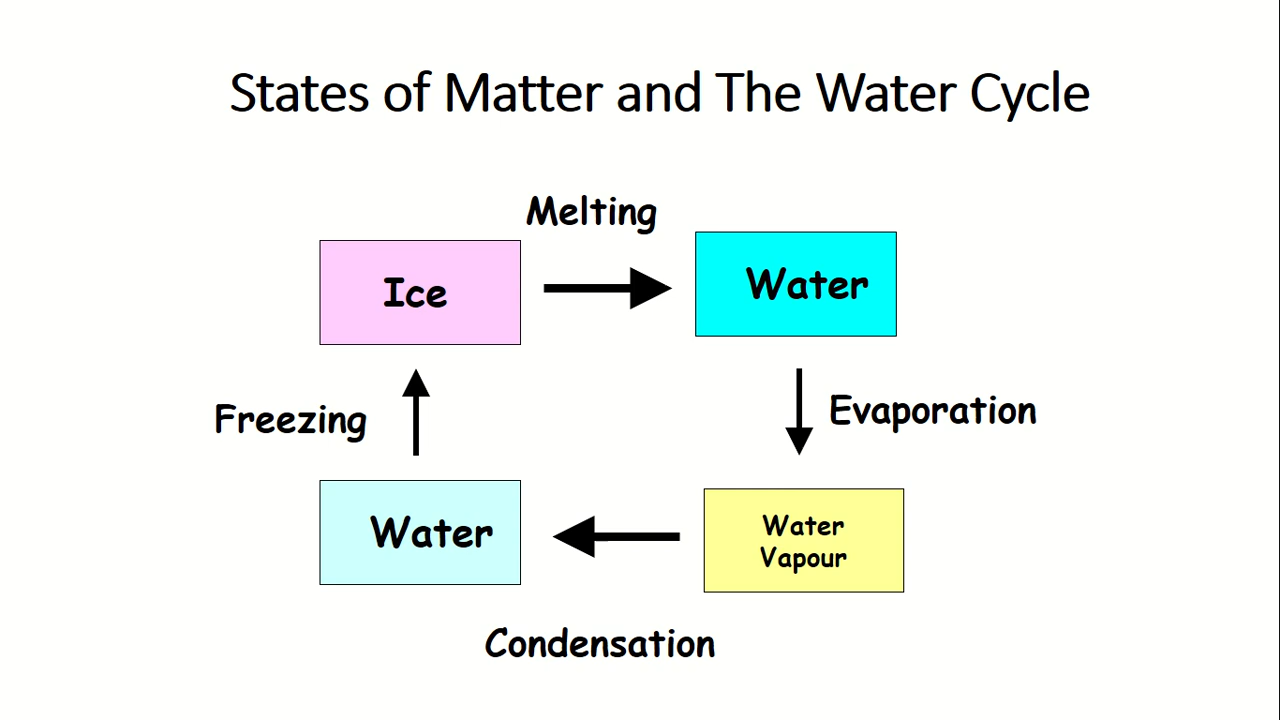 States of Matter and The Water Cycle
Melting
Ice
Water
Freezing
Evaporation
Water
Water
Vapour
Condensation